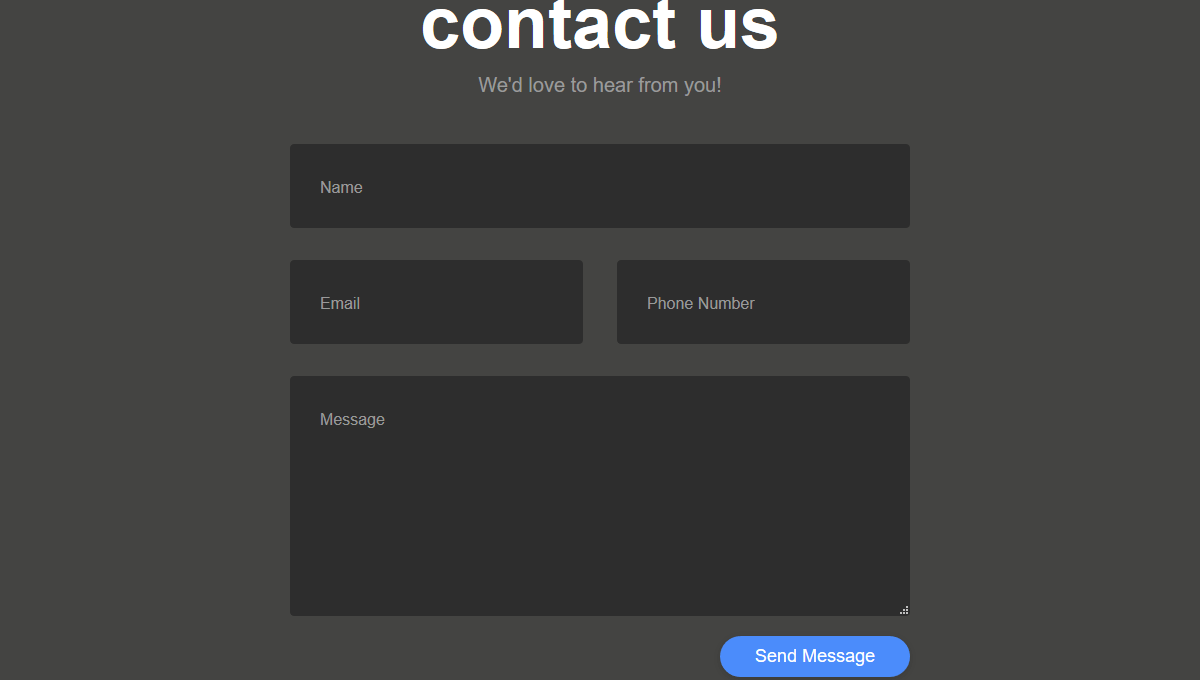 contact us
We'd love to hear from you!
Name
Email
Phone Number
Message
Send Message